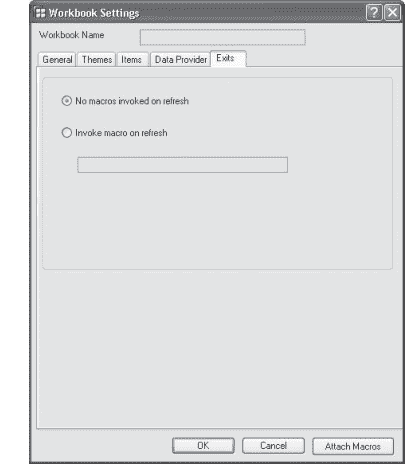 Workbook Settings
Workbook Name
General Themes Items Data Provider Exits
No macros invoked on refresh
Invoke macro on refresh
OK Cancel Attach Macros